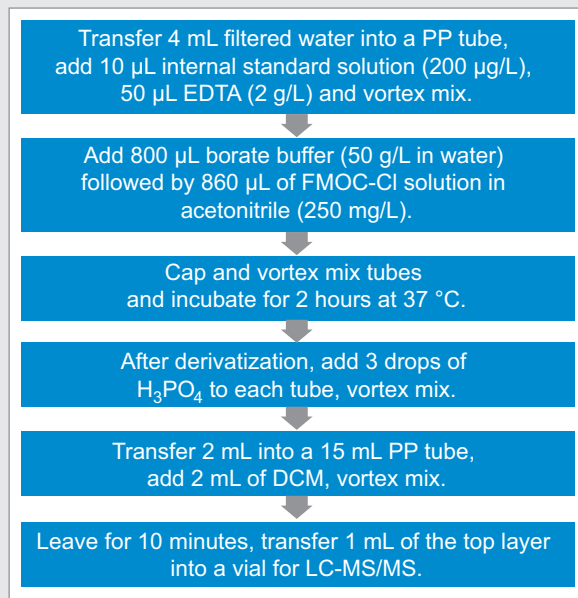 Transfer 4 mL filtered water into a PP tube,
add 10 µL internal standard solution (200 µg/L),
50 µL EDTA (2 g/L) and vortex mix.
Add 800 µL borate buffer (50 g/L in water)
followed by 860 µL of FMOC-Cl solution in
acetonitrile (250 mg/L).
Cap and vortex mix tubes
and incubate for 2 hours at 37 °C.
After derivatization, add 3 drops of
H₃PO₄ to each tube, vortex mix.
Transfer 2 mL into a 15 mL PP tube,
add 2 mL of DCM, vortex mix.
Leave for 10 minutes, transfer 1 mL of the top layer
into a vial for LC-MS/MS.